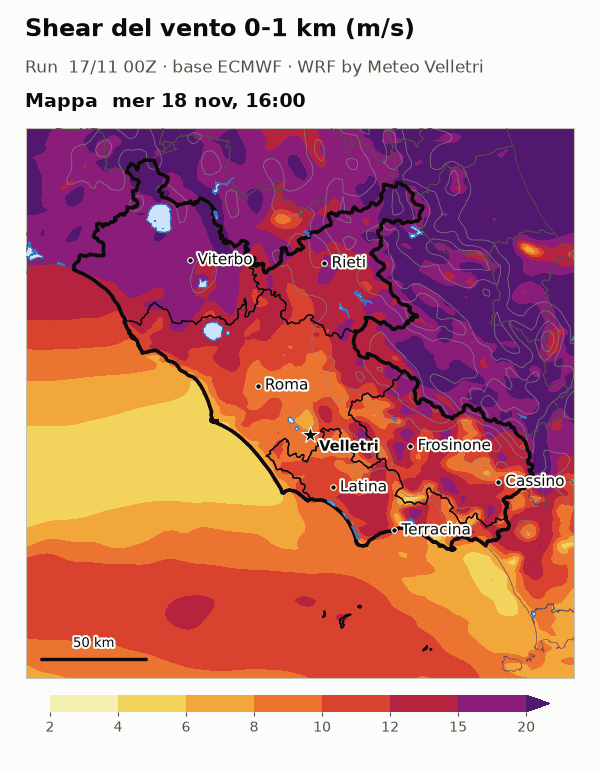 Shear del vento 0-1 km (m/s)
Run  17/11 00Z · base ECMWF · WRF by Meteo Velletri
Mappa  mer 18 nov, 16:00
Viterbo
Rieti
Roma
Velletri
Frosinone
Latina
Cassino
Terracina
50 km
2 4 6 8 10 12 15 20